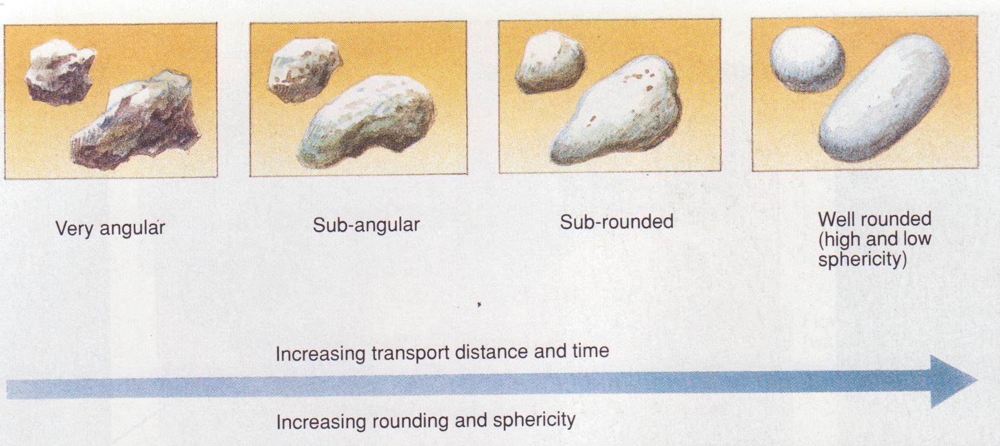 Very angular
Sub-angular
Sub-rounded
Well rounded
(high and low
sphericity)
Increasing transport distance and time
Increasing rounding and sphericity